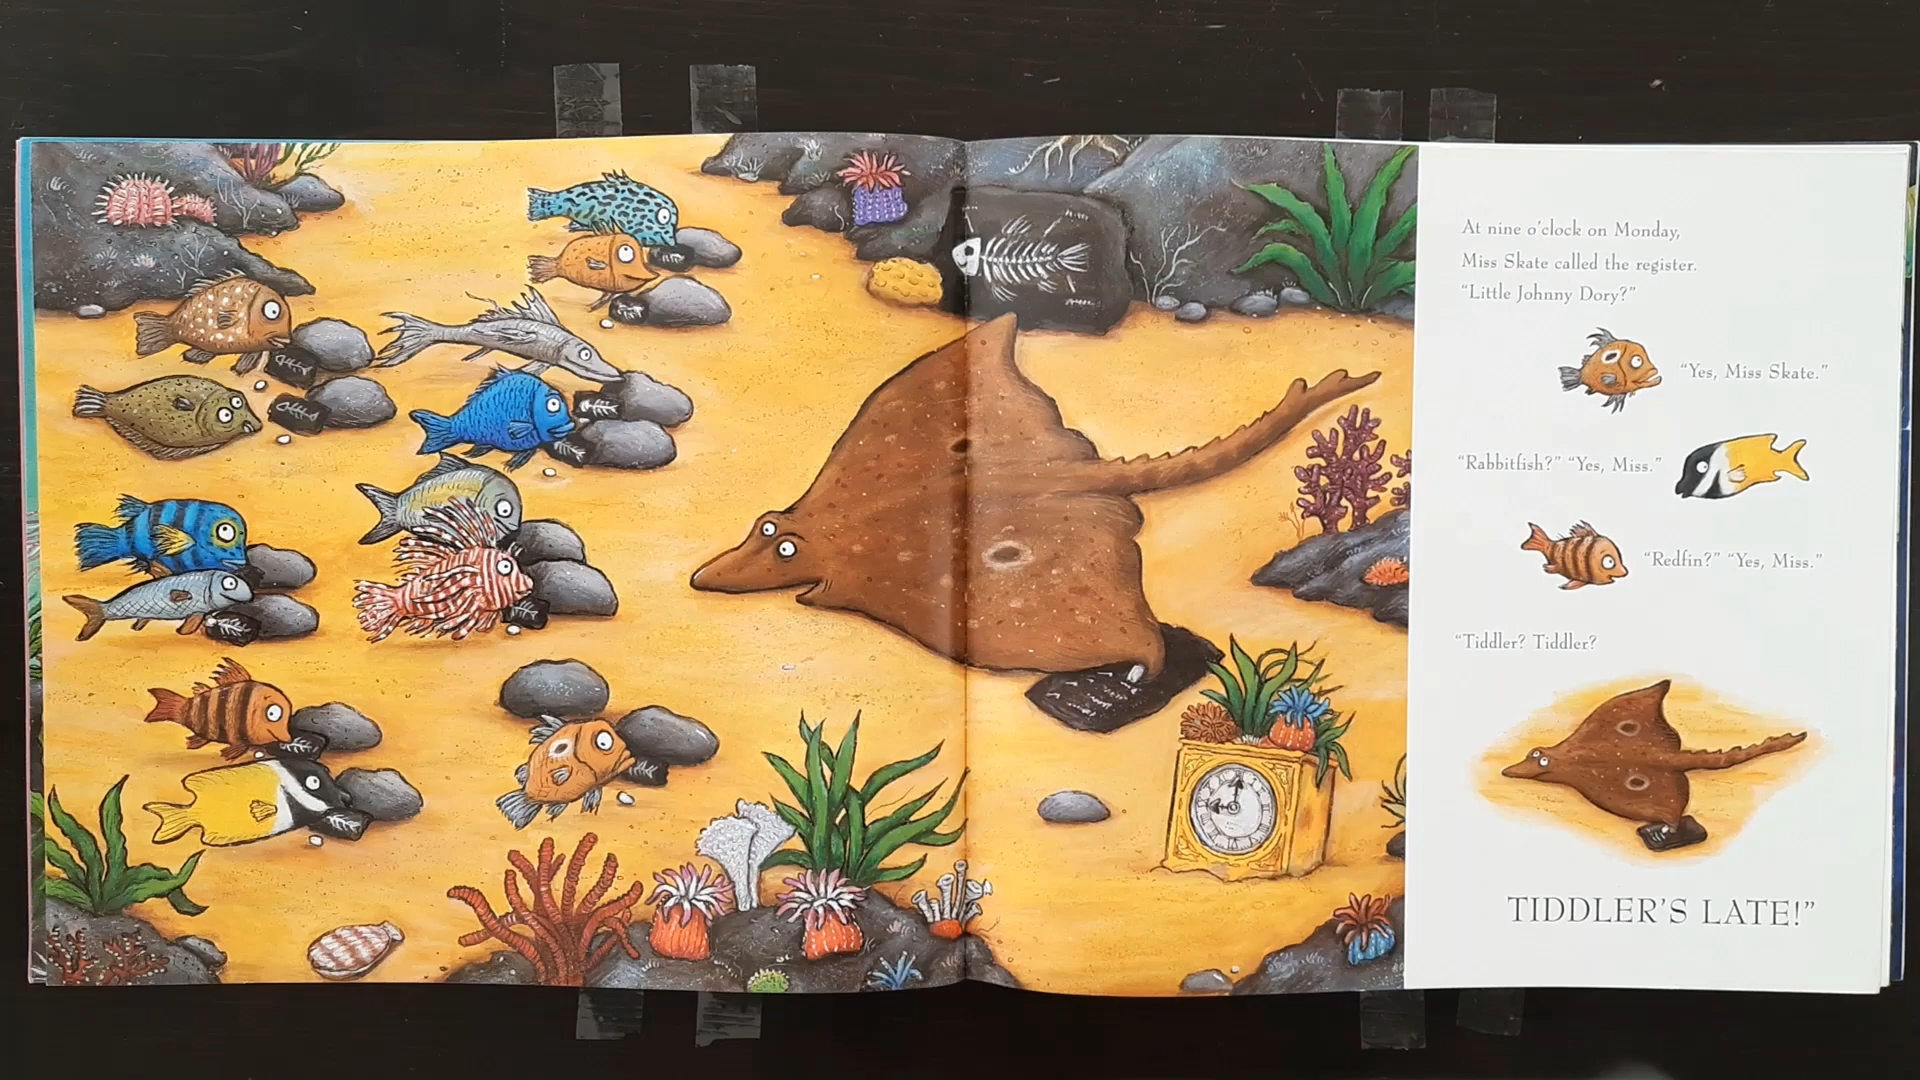 At nine o'clock on Monday,
Miss Skate called the register.
"Little Johnny Dory?"
"Yes, Miss Skate."
"Rabbitfish?" "Yes, Miss."
"Redfin?" "Yes, Miss."
"Tiddler? Tiddler?
TIDDLER'S LATE!"